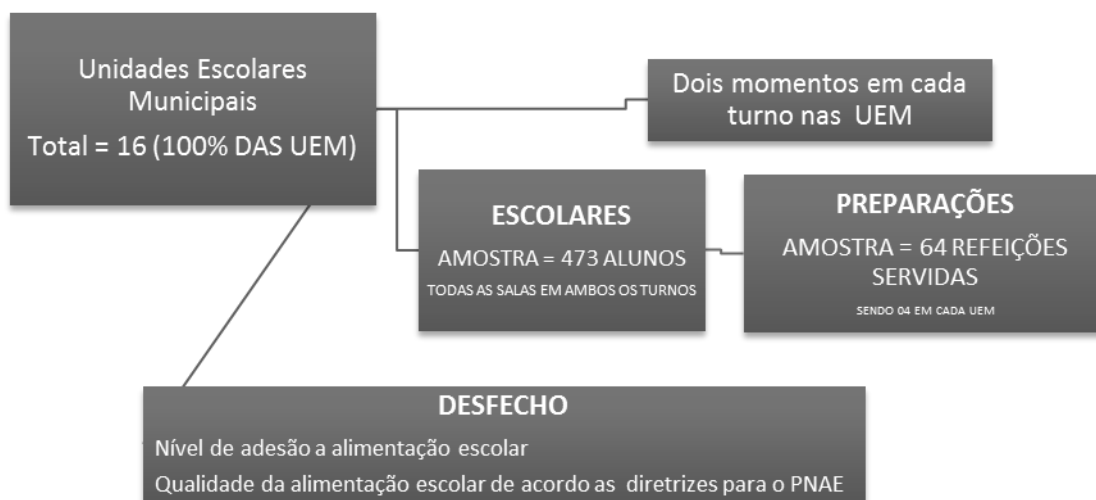 Unidades Escolares
Municipais
Total = 16 (100% DAS UEM)
Dois momentos em cada
turno nas UEM
ESCOLARES
AMOSTRA = 473 ALUNOS
TODAS AS SALAS EM AMBOS OS TURNOS
PREPARAÇÕES
AMOSTRA = 64 REFEIÇÕES
SERVIDAS
SENDO 04 EM CADA UEM
DESFECHO
Nível de adesão a alimentação escolar
Qualidade da alimentação escolar de acordo as diretrizes para o PNAE